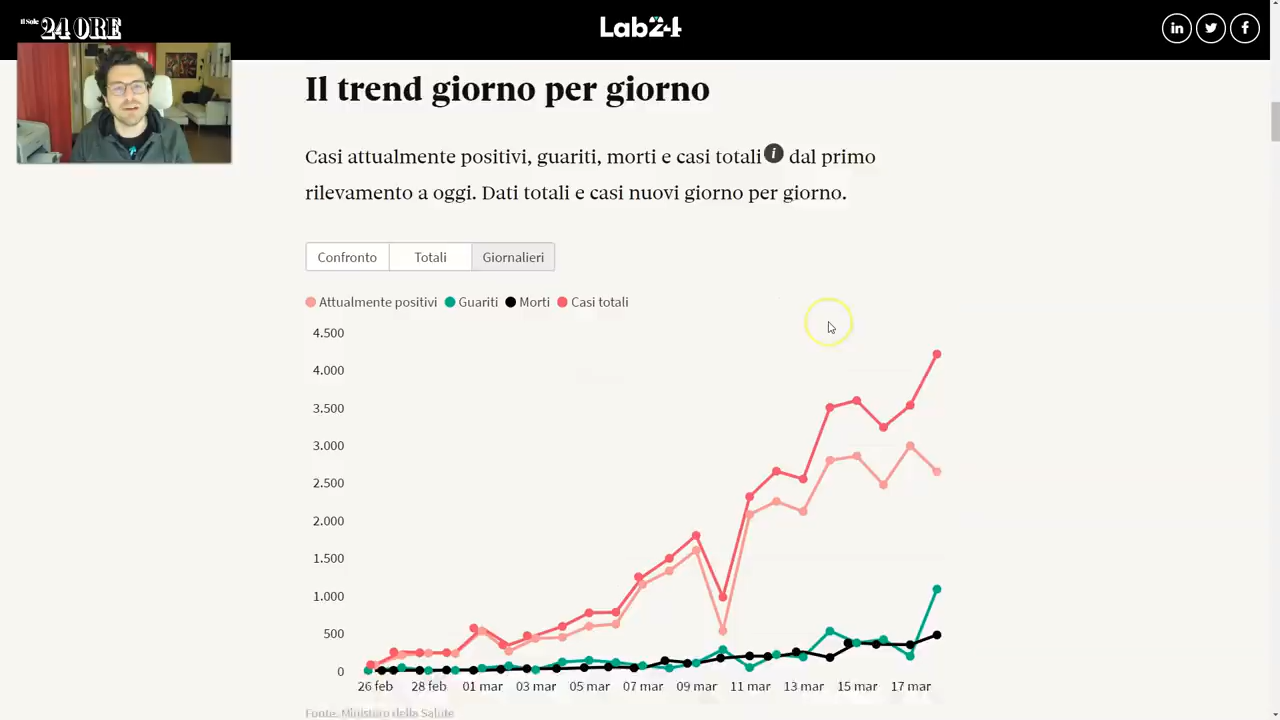 Il Sole
24 ORE
Lab24
in
f
Il trend giorno per giorno
Casi attualmente positivi, guariti, morti e casi totali i dal primo
rilevamento a oggi. Dati totali e casi nuovi giorno per giorno.
Confronto Totali Giornalieri
Attualmente positivi Guariti Morti Casi totali
4.500
4.000
3.500
3.000
2.500
2.000
1.500
1.000
500
0
26 feb 28 feb 01 mar 03 mar 05 mar 07 mar 09 mar 11 mar 13 mar 15 mar 17 mar
Fonte: Ministero della Salute